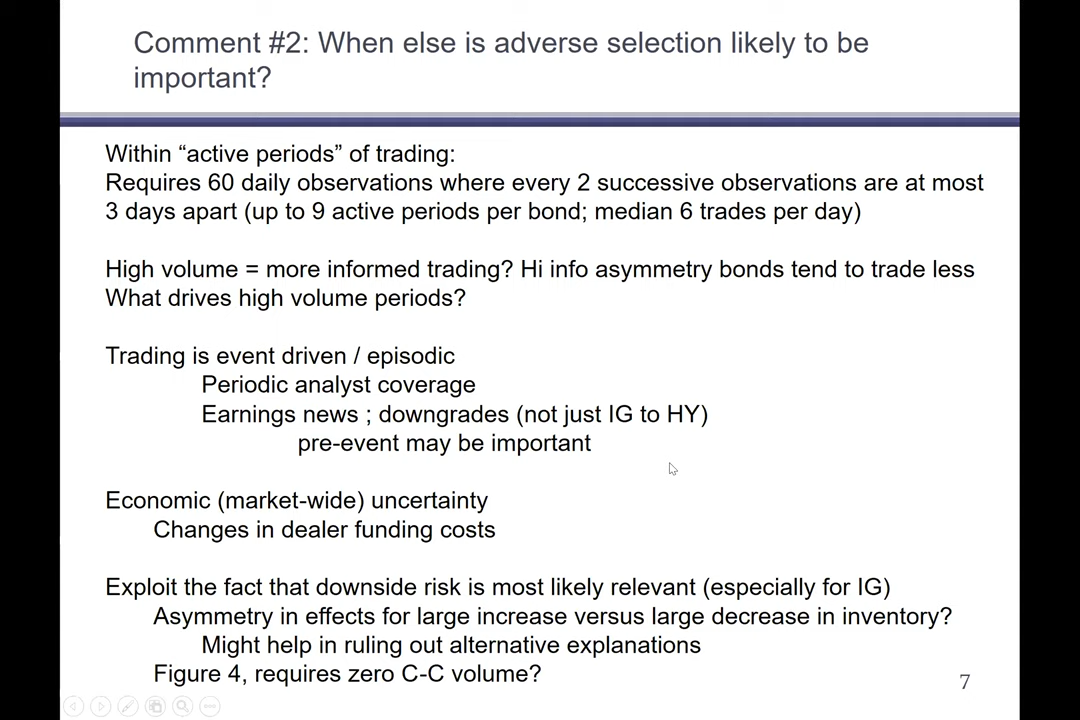 Comment #2: When else is adverse selection likely to be
important?
Within “active periods” of trading:
Requires 60 daily observations where every 2 successive observations are at most
3 days apart (up to 9 active periods per bond; median 6 trades per day)
High volume = more informed trading? Hi info asymmetry bonds tend to trade less
What drives high volume periods?
Trading is event driven / episodic
Periodic analyst coverage
Earnings news ; downgrades (not just IG to HY)
pre-event may be important
Economic (market-wide) uncertainty
Changes in dealer funding costs
Exploit the fact that downside risk is most likely relevant (especially for IG)
Asymmetry in effects for large increase versus large decrease in inventory?
Might help in ruling out alternative explanations
Figure 4, requires zero C-C volume?
7